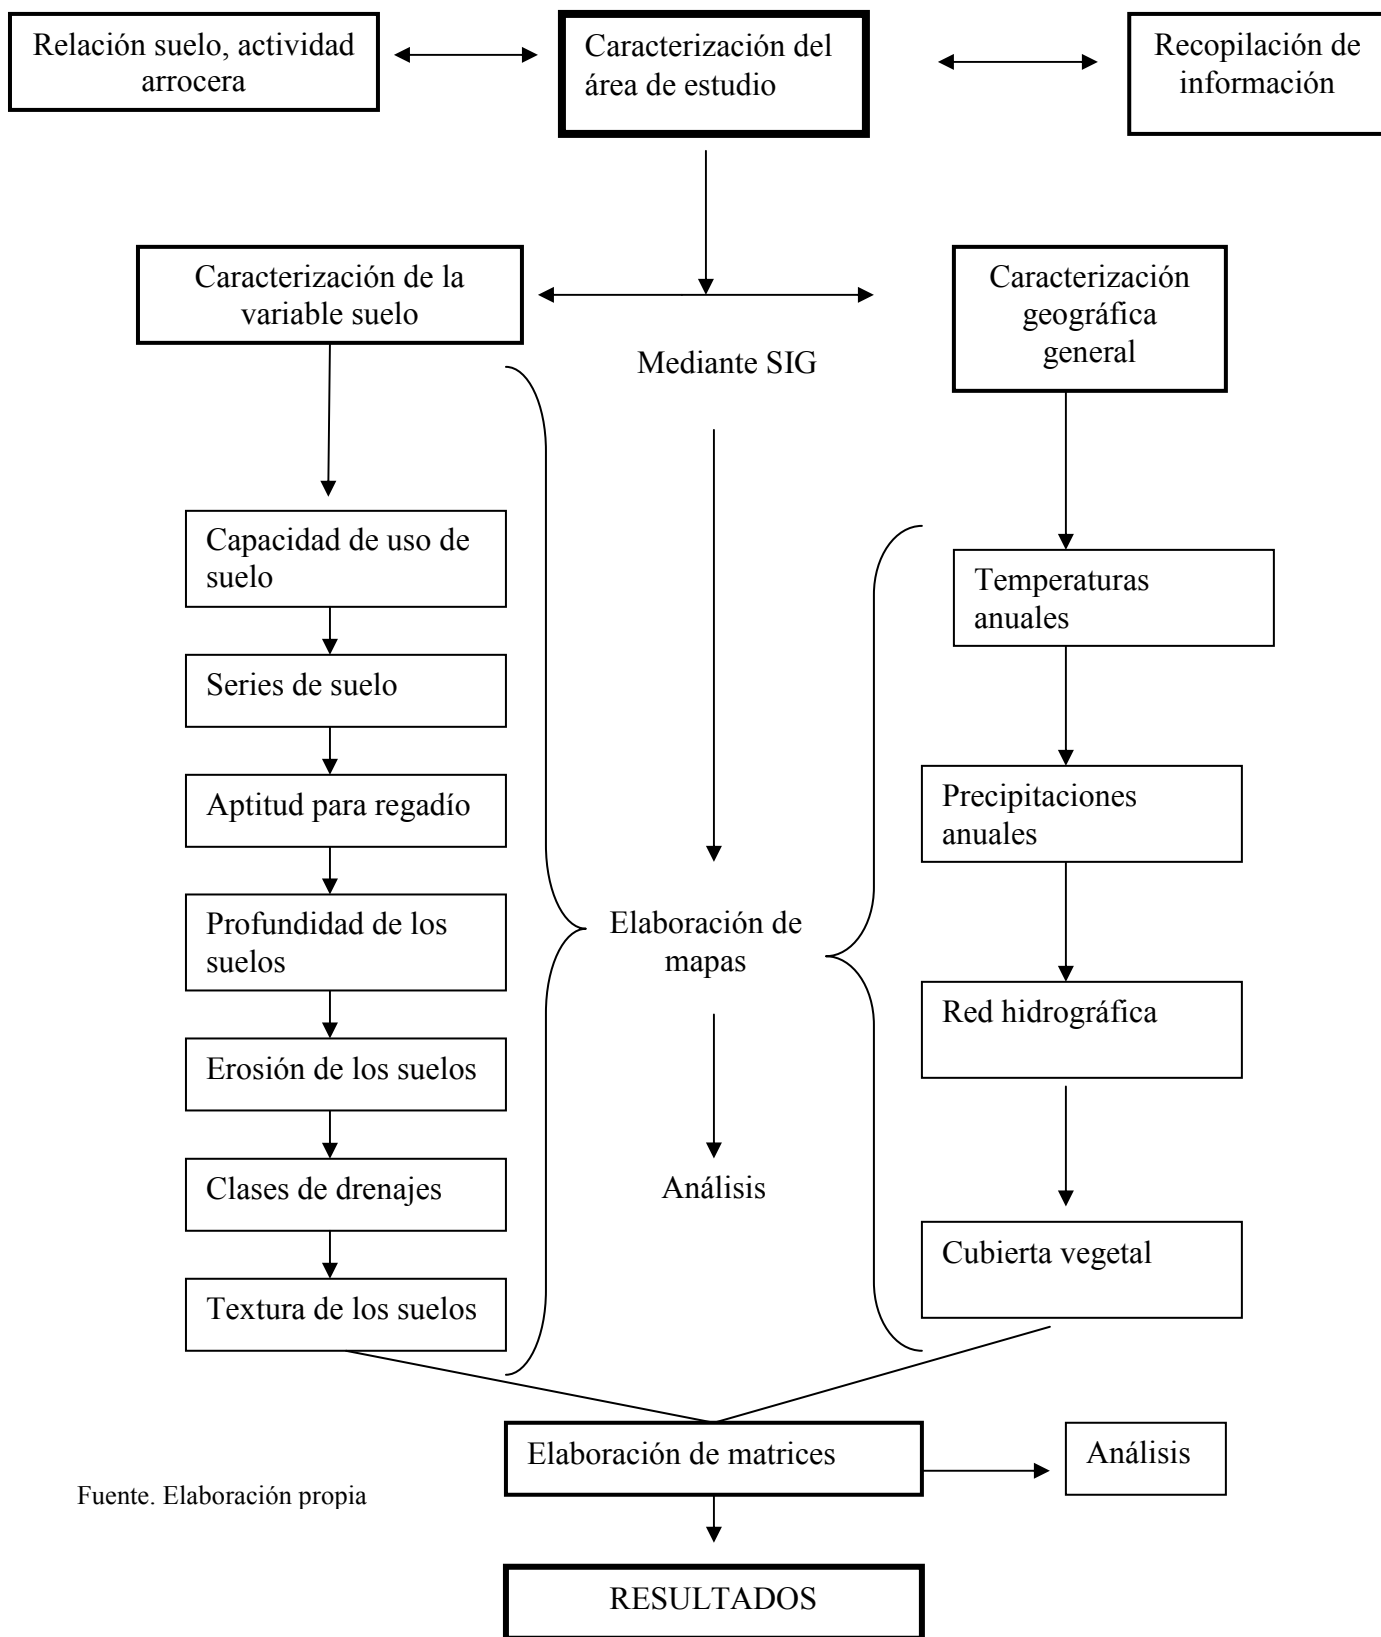 Relación suelo, actividad
arrocera
Caracterización del
área de estudio
Recopilación de
información
Caracterización de la
variable suelo
Caracterización
geográfica
general
Mediante SIG
Capacidad de uso de
suelo
Temperaturas
anuales
Series de suelo
Aptitud para regadío
Precipitaciones
anuales
Profundidad de los
suelos
Elaboración de
mapas
Red hidrográfica
Erosión de los suelos
Clases de drenajes
Análisis
Cubierta vegetal
Textura de los suelos
Elaboración de matrices
Análisis
Fuente. Elaboración propia
RESULTADOS